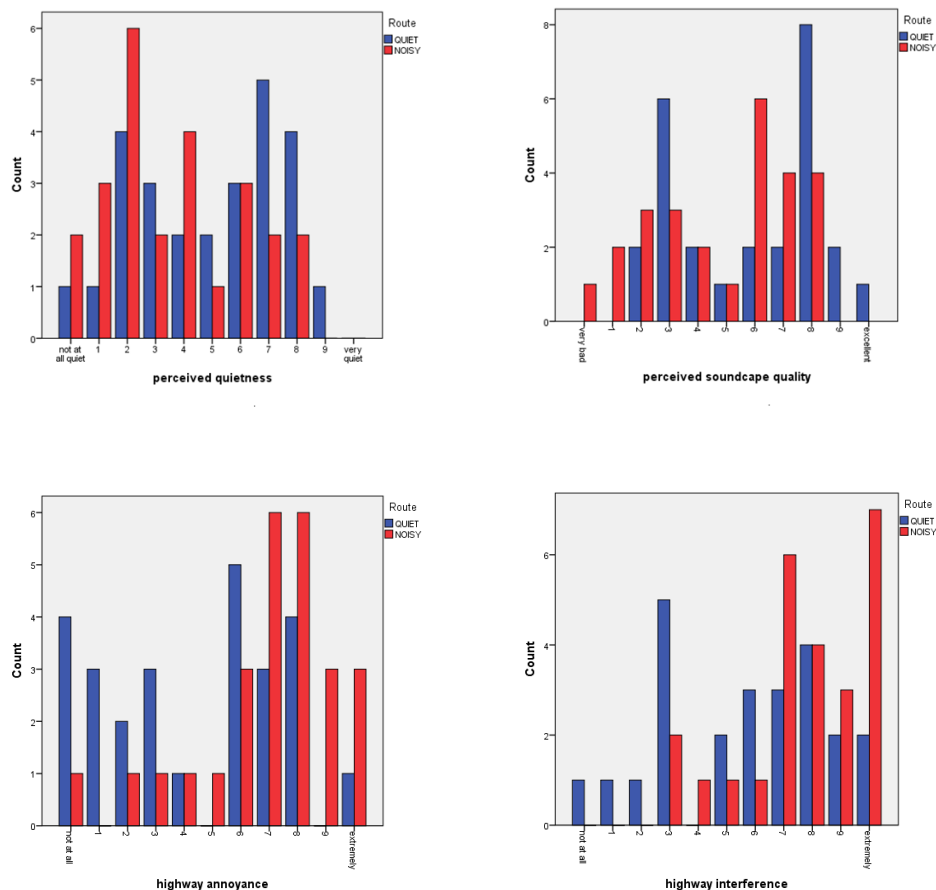 Route
QUIET
NOISY
6
5
4
3
2
1
0
Count
not at all quiet
1 2 3 4 5 6 7 8 9
very quiet
perceived quietness
Route
QUIET
NOISY
8
6
4
2
0
Count
very bad
1 2 3 4 5 6 7 8 9
excellent
perceived soundcape quality
Route
QUIET
NOISY
6
5
4
3
2
1
0
Count
not at all
1 2 3 4 5 6 7 8 9
extremely
highway annoyance
Route
QUIET
NOISY
6
4
2
0
Count
not at all
1 2 3 4 5 6 7 8 9
extremely
highway interference